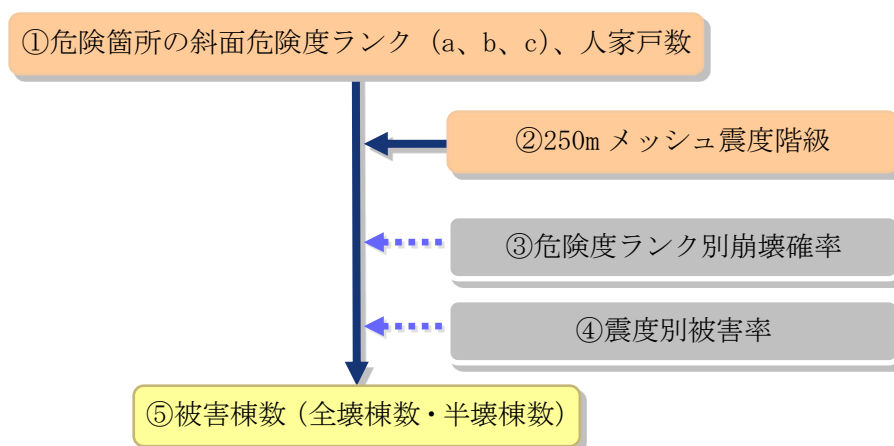 ①危険箇所の斜面危険度ランク（a、b、c）、人家戸数
②250m メッシュ震度階級
③危険度ランク別崩壊確率
④震度別被害率
⑤被害棟数（全壊棟数・半壊棟数）